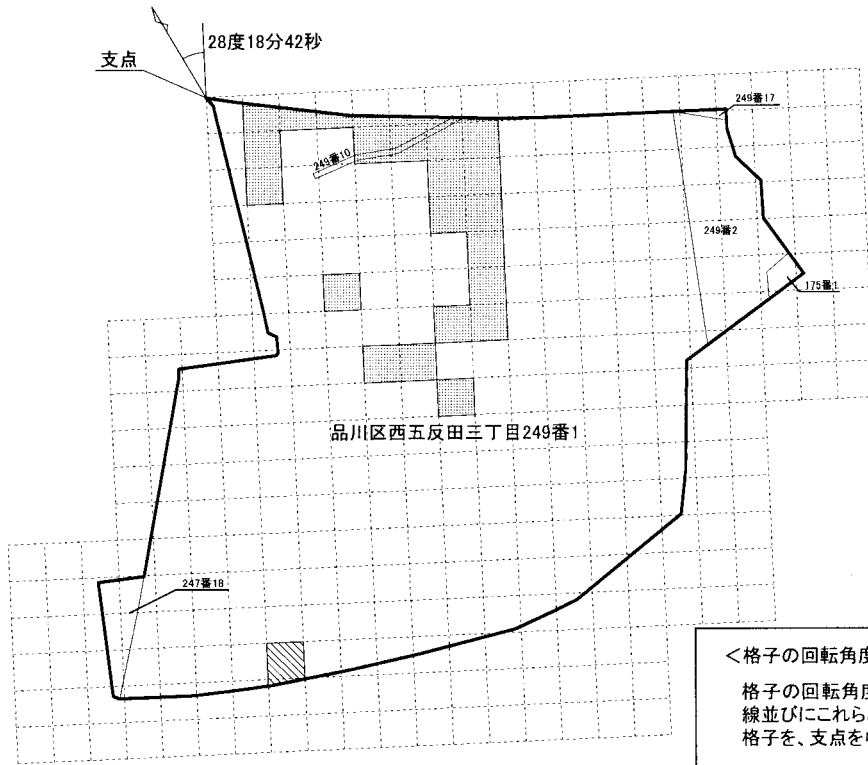 28度18分42秒
支点
249番17
249番10
249番2
175番1
品川区西五反田三丁目249番1
247番18
<格子の回転角度
格子の回転角度
線並びにこれら
格子を、支点を